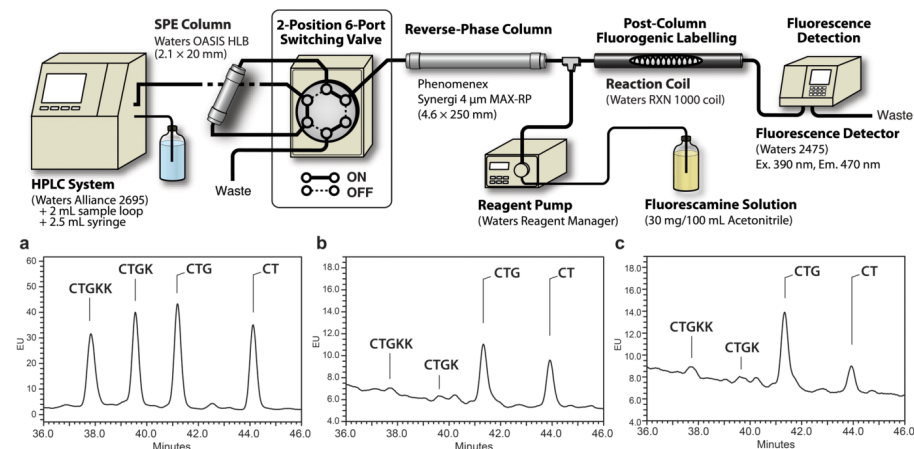 SPE Column
Waters OASIS HLB
(2.1 × 20 mm)
2-Position 6-Port
Switching Valve
Reverse-Phase Column
Phenomenex
Synergi 4 µm MAX-RP
(4.6 × 250 mm)
Post-Column
Fluorogenic Labelling
Reaction Coil
(Waters RXN 1000 coil)
Fluorescence
Detection
Waste
Fluorescence Detector
(Waters 2475)
Ex. 390 nm, Em. 470 nm
HPLC System
(Waters Alliance 2695)
+ 2 mL sample loop
+ 2.5 mL syringe
Waste
ON
OFF
Reagent Pump
(Waters Reagent Manager)
Fluorescamine Solution
(30 mg/100 mL Acetonitrile)
a
60
50
40
30
20
10
0
EU
CTGKK
CTGK
CTG
CT
36.0 38.0 40.0 42.0 44.0 46.0
Minutes
b
18.0
16.0
14.0
12.0
10.0
8.0
6.0
4.0
EU
CTGKK
CTGK
CTG
CT
36.0 38.0 40.0 42.0 44.0 46.0
Minutes
c
18.0
16.0
14.0
12.0
10.0
8.0
6.0
4.0
EU
CTGKK
CTGK
CTG
CT
36.0 38.0 40.0 42.0 44.0 46.0
Minutes